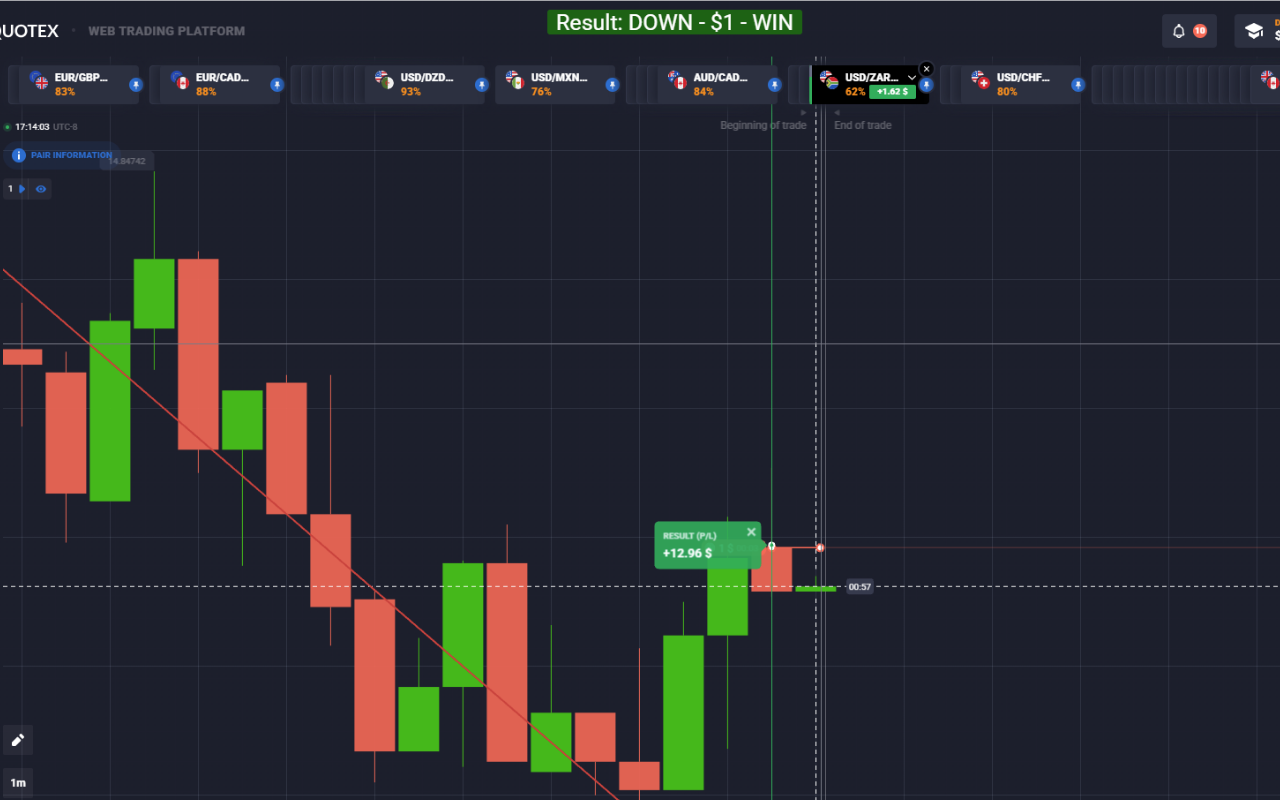 Result: DOWN - $1 - WIN
QUOTEX · WEB TRADING PLATFORM
10
EUR/GBP... 83%
EUR/CAD... 88%
USD/DZD... 93%
USD/MXN... 76%
AUD/CAD... 84%
USD/ZAR... 62% +1.62 $
USD/CHF... 80%
17:14:03 UTC-8
Beginning of trade
End of trade
PAIR INFORMATION
14.84742
1
RESULT (P/L)
+12.96 $
00:57
1m